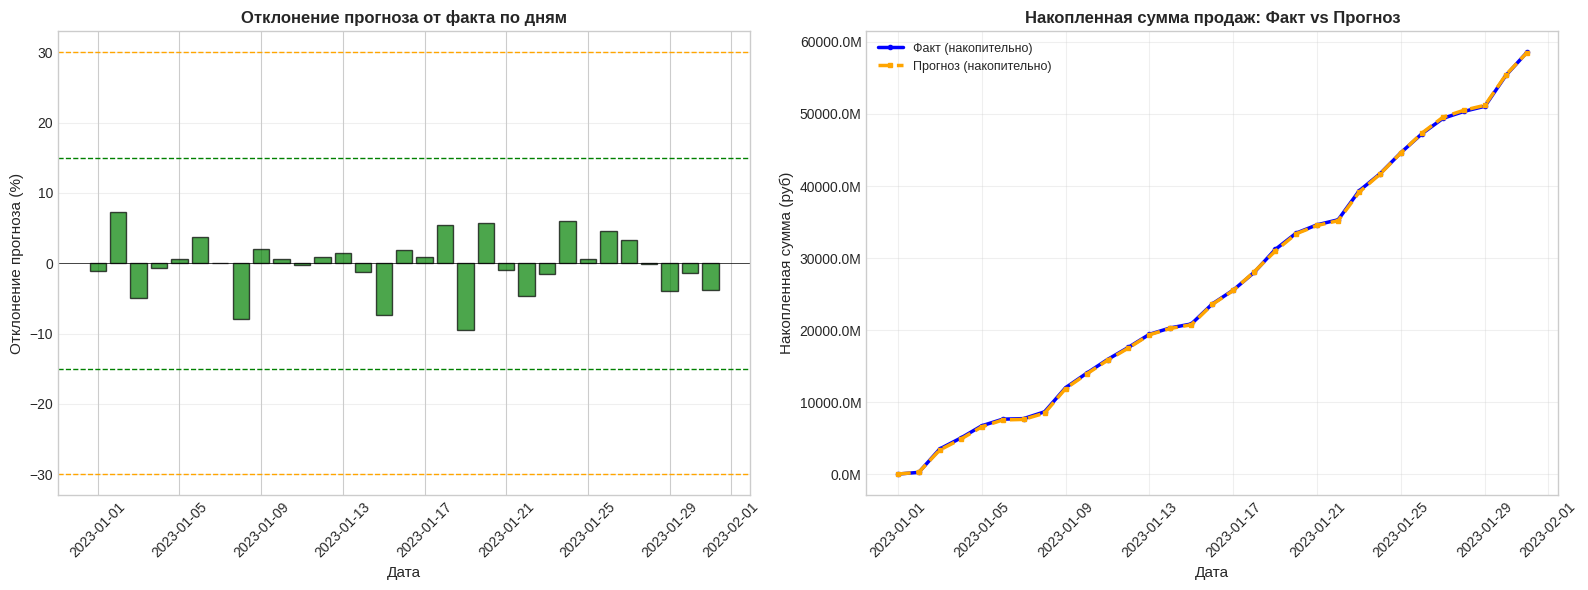 Отклонение прогноза от факта по дням
Отклонение прогноза (%)
30
20
10
0
−10
−20
−30
2023-01-01
2023-01-05
2023-01-09
2023-01-13
2023-01-17
2023-01-21
2023-01-25
2023-01-29
2023-02-01
Дата
Накопленная сумма продаж: Факт vs Прогноз
Факт (накопительно)
Прогноз (накопительно)
Накопленная сумма (руб)
60000.0M
50000.0M
40000.0M
30000.0M
20000.0M
10000.0M
0.0M
2023-01-01
2023-01-05
2023-01-09
2023-01-13
2023-01-17
2023-01-21
2023-01-25
2023-01-29
2023-02-01
Дата